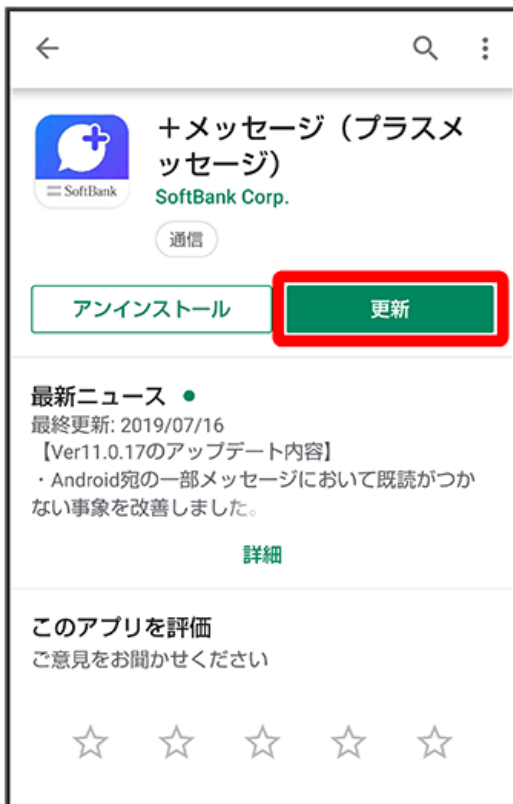 ＋メッセージ（プラスメ
ッセージ）
SoftBank
SoftBank Corp.
通信
アンインストール
更新
最新ニュース
最終更新: 2019/07/16
【Ver11.0.17のアップデート内容】
・Android宛の一部メッセージにおいて既読がつか
ない事象を改善しました。
詳細
このアプリを評価
ご意見をお聞かせください